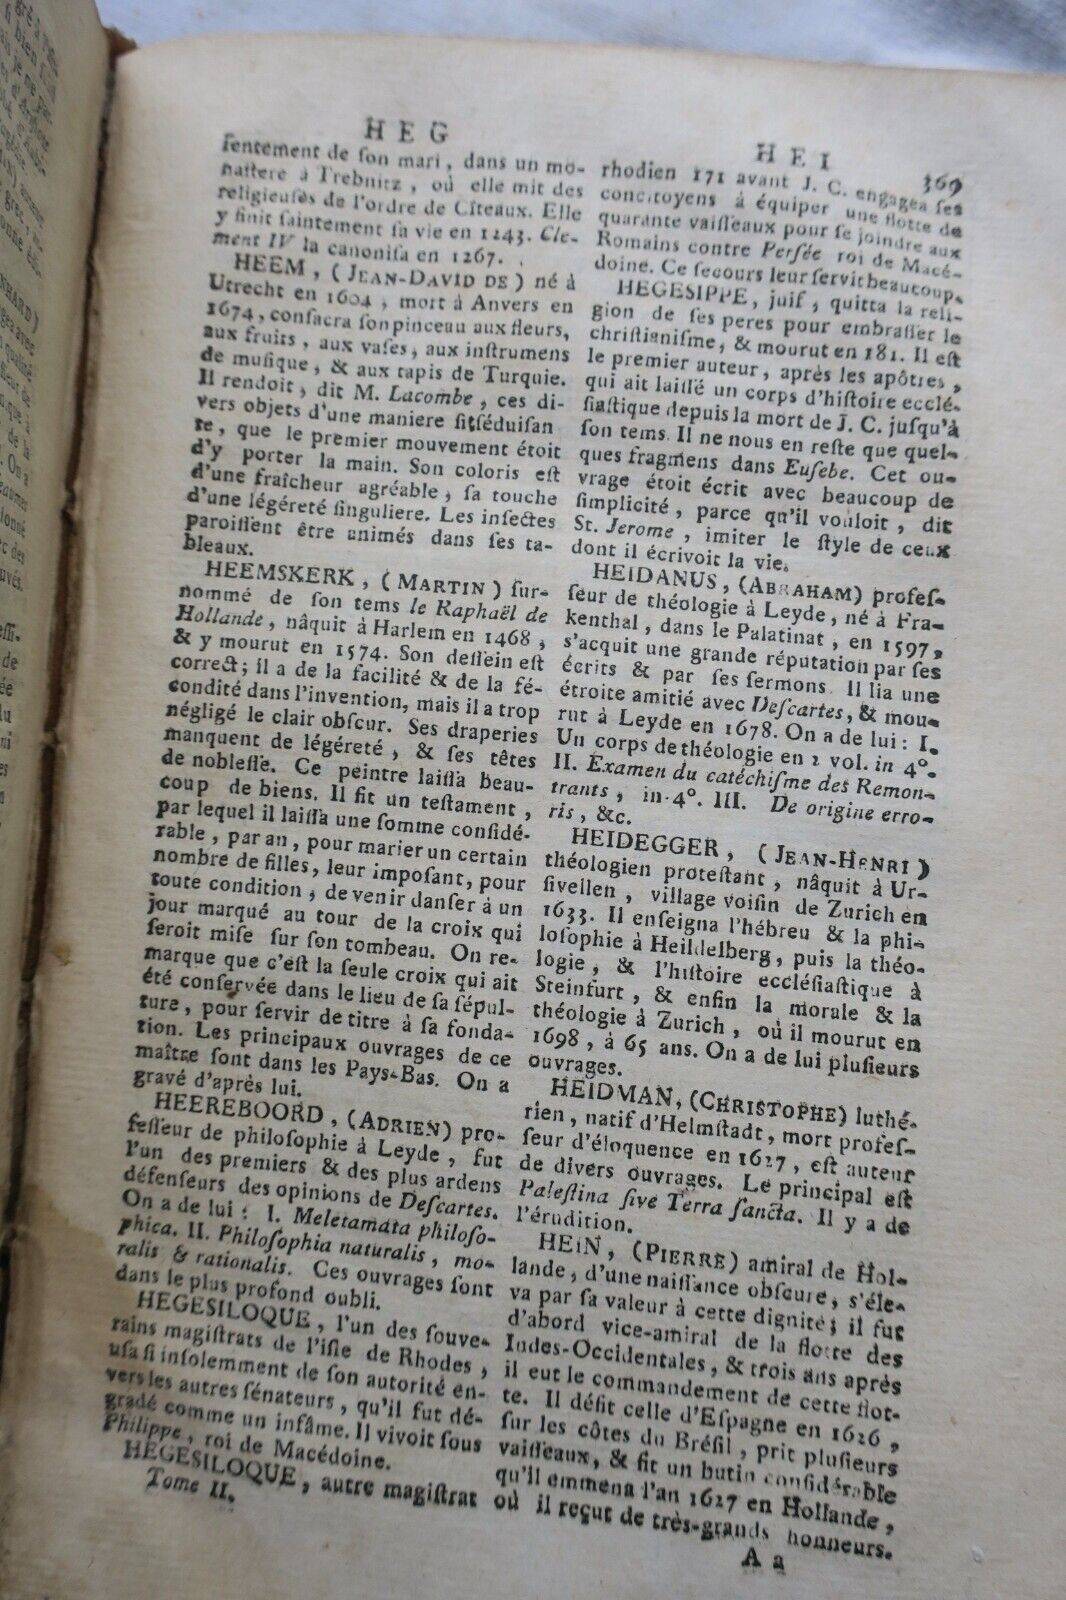 HEG
sentement de son mari, dans un mo-
nastere à Trebnitz, où elle mit des
religieuses de l'ordre de Cîteaux. Elle
y finit saintement sa vie en 1243. Cle-
ment IV la canonisa en 1267.
HEEM, (JEAN-DAVID DE) né à
Utrecht en 1604, mort à Anvers en
1674, consacra son pinceau aux fleurs,
aux fruits, aux vases, aux instrumens
de musique, & aux tapis de Turquie.
Il rendoit, dit M. Lacombe, ces di-
vers objets d'une maniere si séduisan
te, que le premier mouvement étoit
d'y porter la main. Son coloris est
d'une fraîcheur agréable, sa touche
d'une légéreté singuliere. Les insectes
paroissent être animés dans ses ta-
bleaux.
HEEMSKERK, (MARTIN) sur-
nommé de son tems le Raphaël de
Hollande, nâquit à Harlem en 1468,
& y mourut en 1574. Son dessein est
correct; il a de la facilité & de la fé-
condité dans l'invention, mais il a trop
négligé le clair obscur. Ses draperies
manquent de légéreté, & ses têtes
de noblesse. Ce peintre laissa beau-
coup de biens. Il fit un testament,
par lequel il laissa une somme considé-
rable, par an, pour marier un certain
nombre de filles, leur imposant, pour
toute condition, de venir danser à un
jour marqué au tour de la croix qui
seroit mise sur son tombeau. On re-
marque que c'est la seule croix qui ait
été conservée dans le lieu de sa sépul-
ture, pour servir de titre à sa fonda-
tion. Les principaux ouvrages de ce
maître sont dans les Pays-Bas. On a
gravé d'après lui.
HEEREBOORD, (ADRIEN) pro-
fesseur de philosophie à Leyde, fut
l'un des premiers & des plus ardens
défenseurs des opinions de Descartes.
On a de lui: I. Meletamata philoso-
phica. II. Philosophia naturalis, mo-
ralis & rationalis. Ces ouvrages sont
dans le plus profond oubli.
HEGESILOQUE, l'un des souve-
rains magistrats de l'isle de Rhodes,
usa si insolemment de son autorité en-
vers les autres sénateurs, qu'il fut dé-
gradé comme un infâme. Il vivoit sous
Philippe, roi de Macédoine.
HEGESILOQUE, autre magistrat
Tome II.
HEI 369
rhodien 171 avant J. C. engagea ses
concitoyens à équiper une flotte de
quarante vaisseaux pour se joindre aux
Romains contre Persée roi de Macé-
doine. Ce secours leur servit beaucoup.
HEGESIPPE, juif, quitta la reli-
gion de ses peres pour embrasser le
christianisme, & mourut en 181. Il est
le premier auteur, après les apôtres,
qui ait laissé un corps d'histoire ecclé-
siastique depuis la mort de J. C. jusqu'à
son tems. Il ne nous en reste que quel-
ques fragmens dans Eusebe. Cet ou-
vrage étoit écrit avec beaucoup de
simplicité, parce qu'il vouloit, dit
St. Jerome, imiter le style de ceux
dont il écrivoit la vie.
HEIDANUS, (ABRAHAM) profes-
seur de théologie à Leyde, né à Fra-
kenthal, dans le Palatinat, en 1597,
s'acquit une grande réputation par ses
écrits & par ses sermons. Il lia une
étroite amitié avec Descartes, & mou-
rut à Leyde en 1678. On a de lui: I.
Un corps de théologie en 2 vol. in 4°.
II. Examen du catéchisme des Remon-
trants, in-4°. III. De origine erro-
ris, &c.
HEIDEGGER, (JEAN-HENRI)
théologien protestant, nâquit à Ur-
sivellen, village voisin de Zurich en
1633. Il enseigna l'hébreu & la phi-
losophie à Heildelberg, puis la théo-
logie, & l'histoire ecclésiastique à
Steinfurt, & enfin la morale & la
théologie à Zurich, où il mourut en
1698, à 65 ans. On a de lui plusieurs
ouvrages.
HEIDMAN, (CHRISTOPHE) luthé-
rien, natif d'Helmstadt, mort profes-
seur d'éloquence en 1627, est auteur
de divers ouvrages. Le principal est
Palestina sive Terra sancta. Il y a de
l'érudition.
HEIN, (PIERRE) amiral de Hol-
lande, d'une naissance obscure, s'éle-
va par sa valeur à cette dignité; il fut
d'abord vice-amiral de la flotte des
Indes-Occidentales, & trois ans après
il eut le commandement de cette flot-
te. Il défit celle d'Espagne en 1626,
sur les côtes du Brésil, prit plusieurs
vaisseaux, & fit un butin considérable
qu'il emmena l'an 1627 en Hollande,
où il reçut de très-grands honneurs.
A a